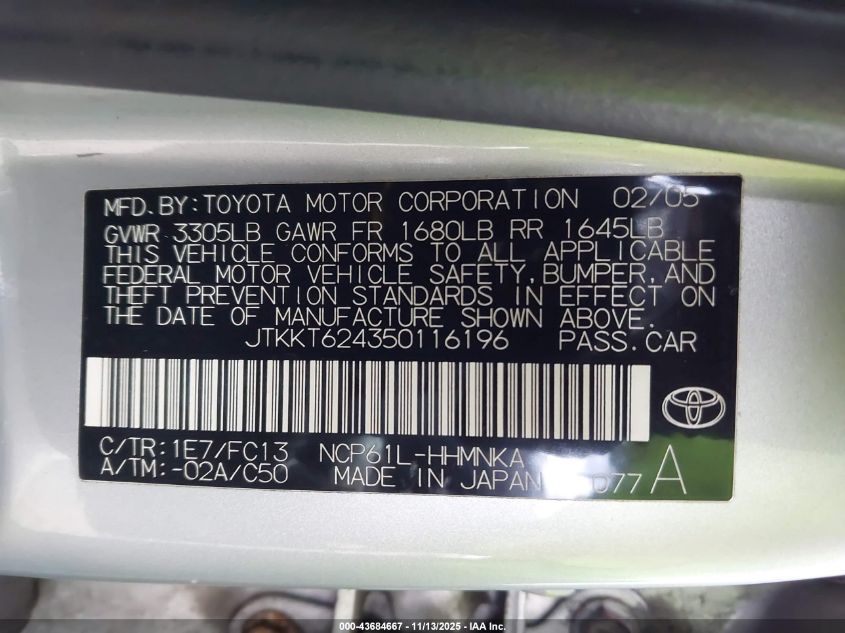 MFD. BY: TOYOTA MOTOR CORPORATION 02/05
GVWR 3305LB GAWR FR 1680LB RR 1645LB
THIS VEHICLE CONFORMS TO ALL APPLICABLE
FEDERAL MOTOR VEHICLE SAFETY, BUMPER, AND
THEFT PREVENTION STANDARDS IN EFFECT ON
THE DATE OF MANUFACTURE SHOWN ABOVE.
JTKKT624350116196 PASS. CAR
C/TR: 1E7/FC13 NCP61L-HHMNKA
A/TM: -02A/C50 MADE IN JAPAN 077 A
000-43684667 - 11/13/2025 - IAA Inc.